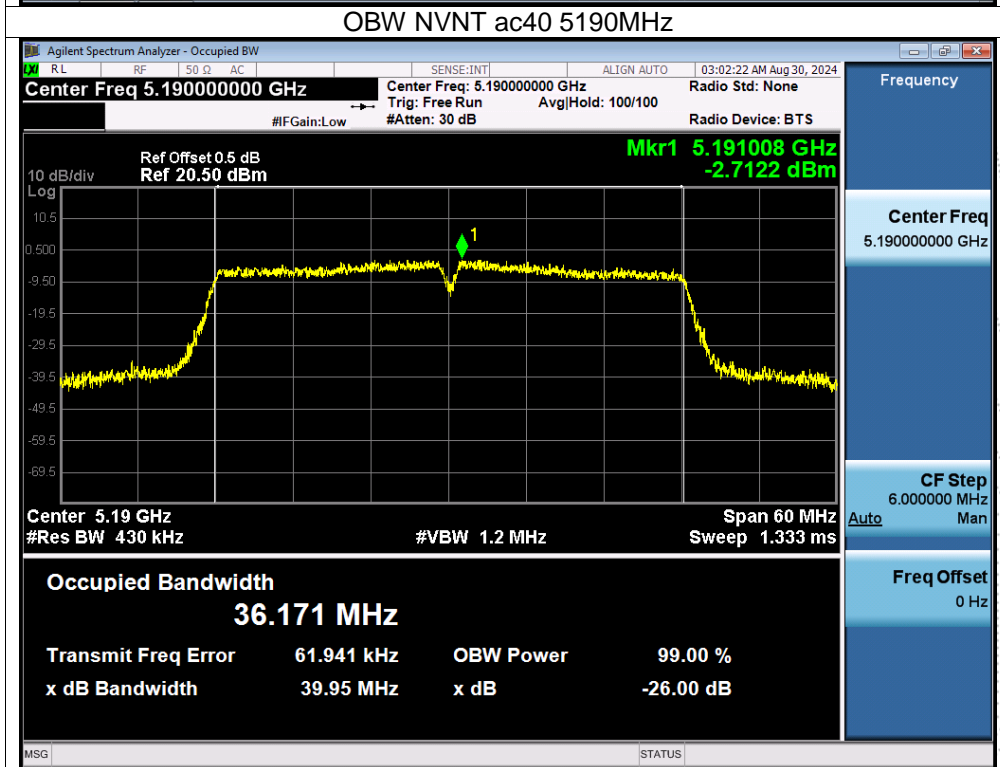 OBW NVNT ac40 5190MHz
Agilent Spectrum Analyzer - Occupied BW
LXI RL RF 50 Ω AC SENSE:INT ALIGN AUTO 03:02:22 AM Aug 30, 2024
Center Freq 5.190000000 GHz
Center Freq: 5.190000000 GHz Radio Std: None
Trig: Free Run Avg|Hold: 100/100
#IFGain:Low #Atten: 30 dB Radio Device: BTS
Mkr1 5.191008 GHz
-2.7122 dBm
Ref Offset 0.5 dB
10 dB/div Ref 20.50 dBm
Log
10.5
0.500
-9.50
-19.5
-29.5
-39.5
-49.5
-59.5
-69.5
1
Center 5.19 GHz Span 60 MHz
#Res BW 430 kHz #VBW 1.2 MHz Sweep 1.333 ms
Occupied Bandwidth
36.171 MHz
Transmit Freq Error 61.941 kHz OBW Power 99.00 %
x dB Bandwidth 39.95 MHz x dB -26.00 dB
MSG STATUS
Frequency
Center Freq
5.190000000 GHz
CF Step
6.000000 MHz
Auto Man
Freq Offset
0 Hz